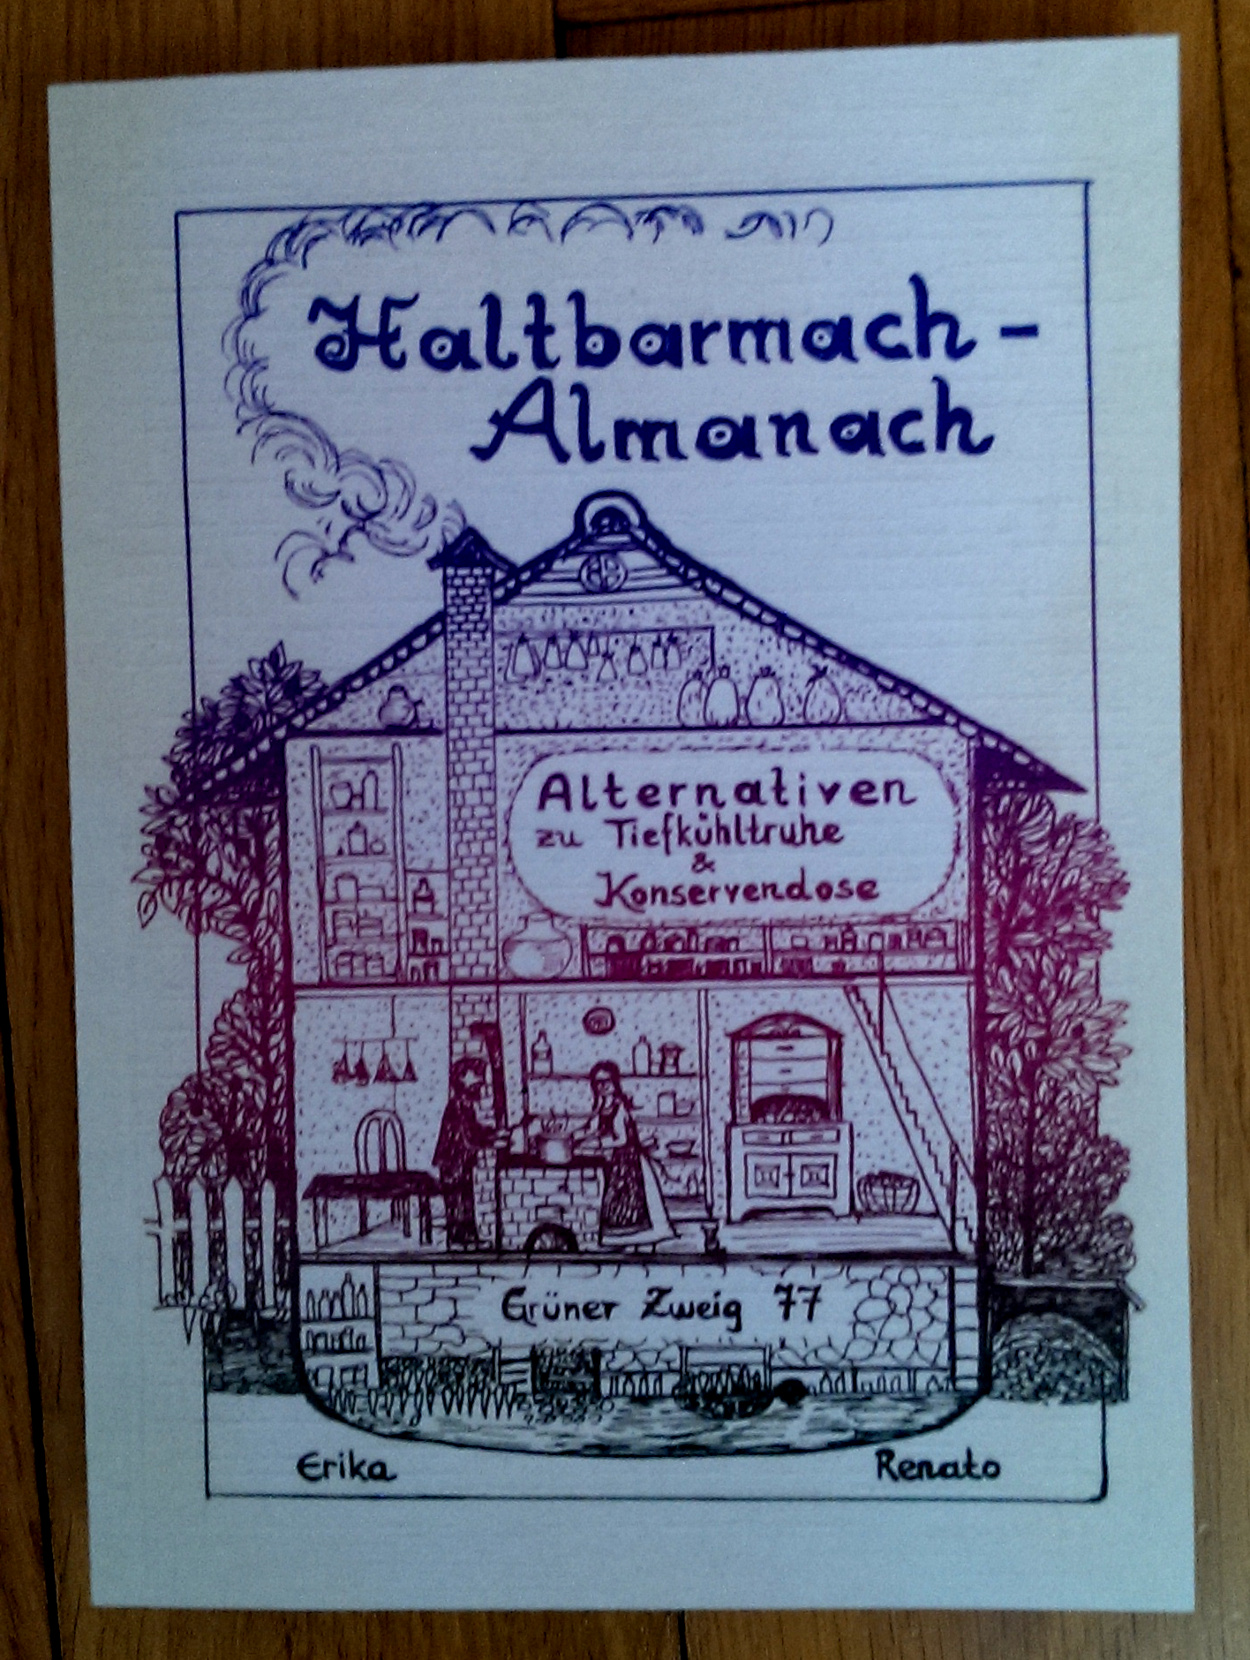 Haltbarmach-
Almanach
Alternativen
zu Tiefkühltruhe
&
Konservendose
Grüner Zweig 77
Erika
Renato